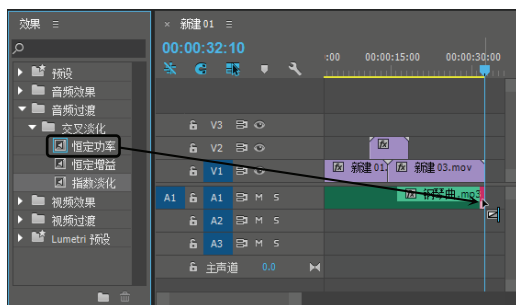 效果
预设
音频效果
音频过渡
交叉淡化
恒定功率
恒定增益
指数淡化
视频效果
视频过渡
Lumetri 预设
× 新建 01
00:00:32:10
:00 00:00:15:00 00:00:30:00
V3
V2 fx
V1 fx 新建 01. fx 新建 03.mov
A1 A1 M S fx 钢琴曲.mp3
A2 M S
A3 M S
主声道 0.0